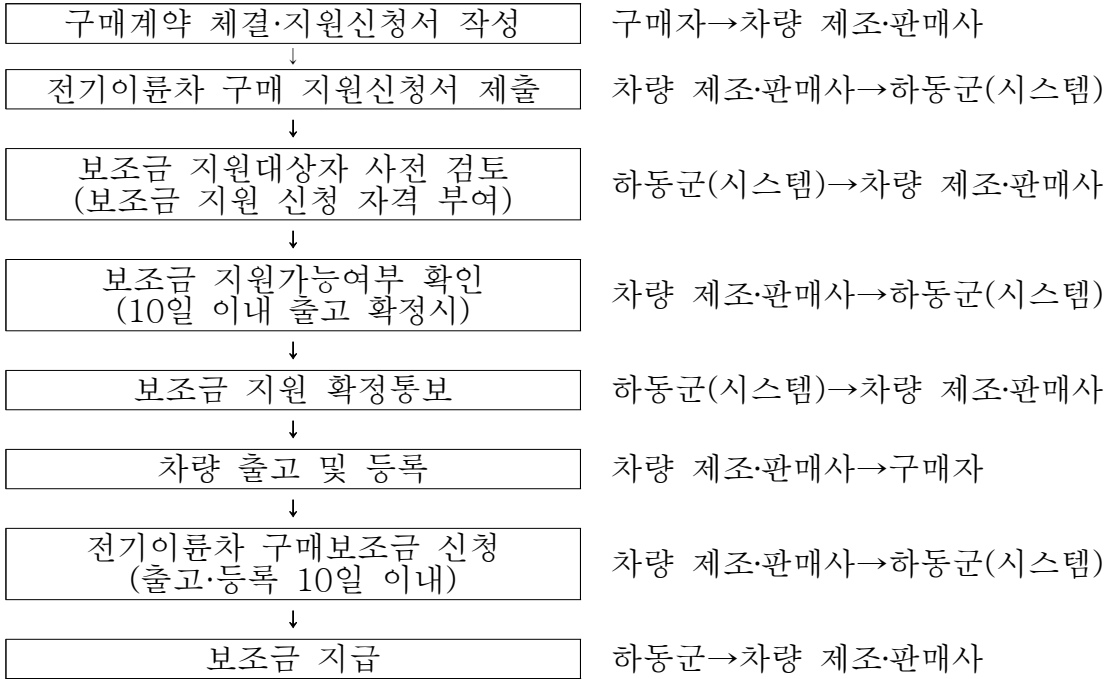 구매계약 체결·지원신청서 작성 구매자→차량 제조·판매사
↓
전기이륜차 구매 지원신청서 제출 차량 제조·판매사→하동군(시스템)
↓
보조금 지원대상자 사전 검토
(보조금 지원 신청 자격 부여)
하동군(시스템)→차량 제조·판매사
↓
보조금 지원가능여부 확인
(10일 이내 출고 확정시)
차량 제조·판매사→하동군(시스템)
↓
보조금 지원 확정통보 하동군(시스템)→차량 제조·판매사
↓
차량 출고 및 등록 차량 제조·판매사→구매자
↓
전기이륜차 구매보조금 신청
(출고·등록 10일 이내)
차량 제조·판매사→하동군(시스템)
↓
보조금 지급 하동군→차량 제조·판매사